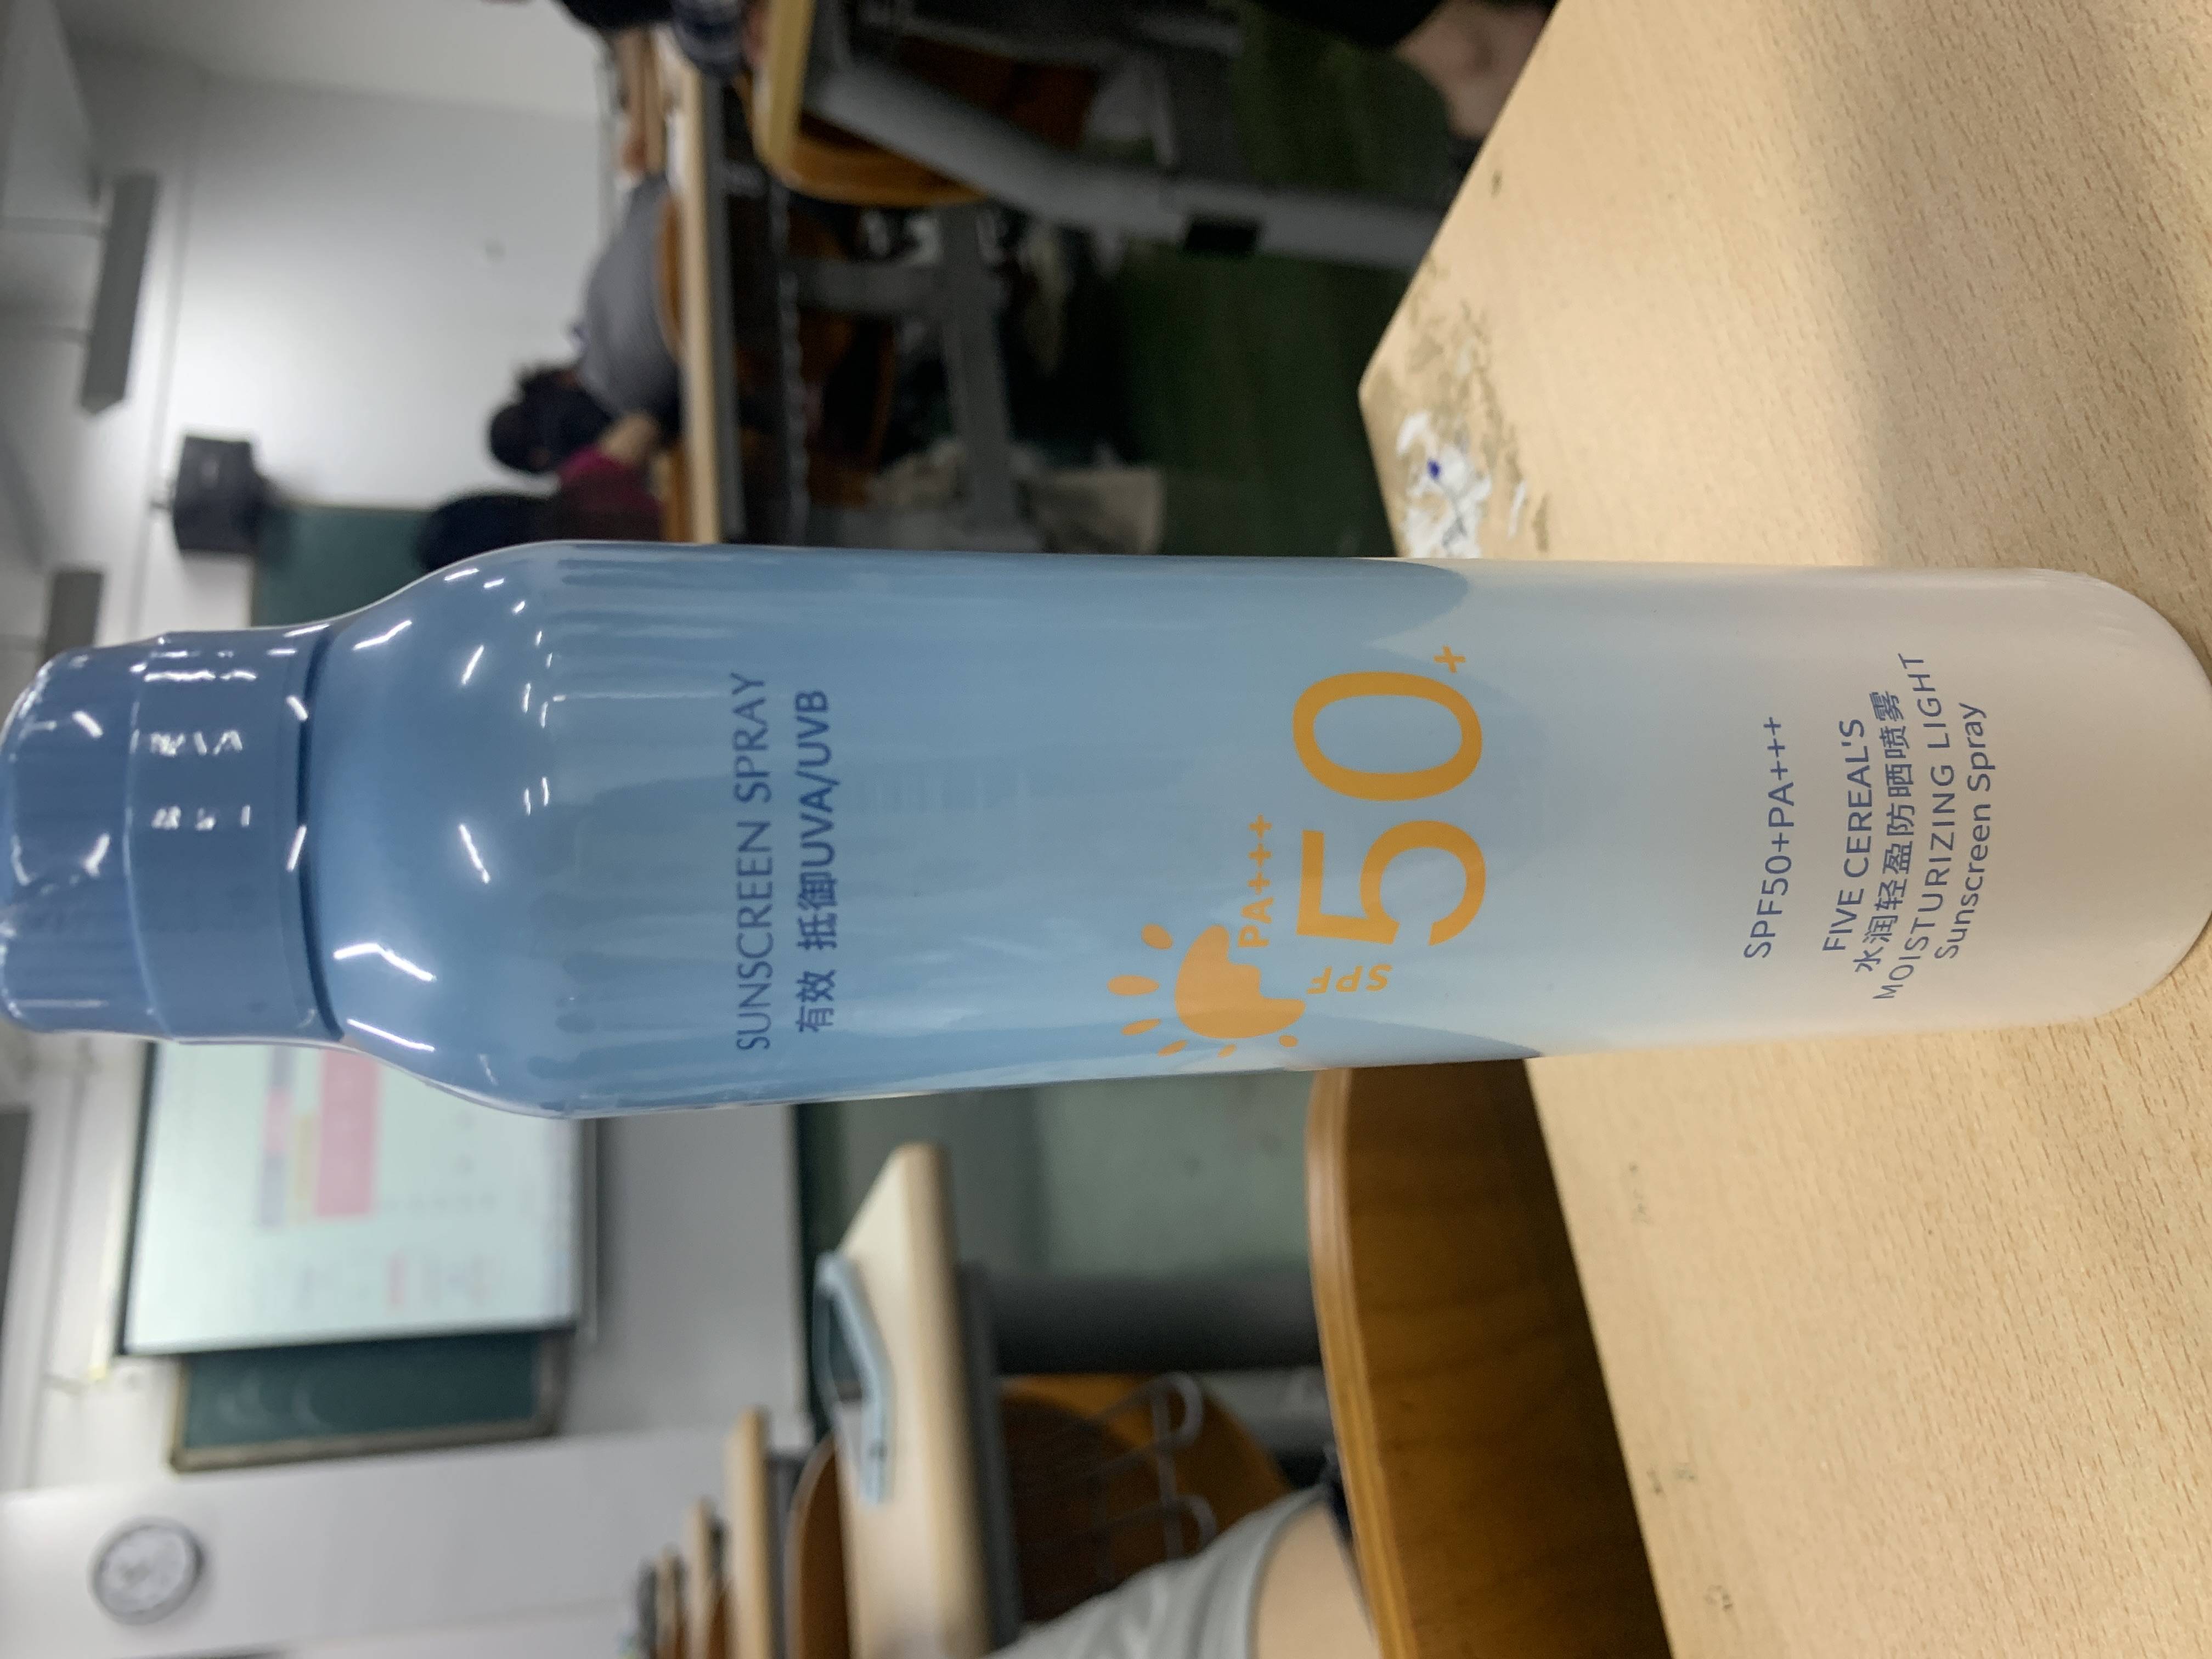 SUNSCREEN SPRAY
有效 抵御UVA/UVB
PA+++
SPF
50+
SPF50+PA+++
FIVE CEREAL'S
水润轻盈防晒喷雾
MOISTURIZING LIGHT
Sunscreen Spray